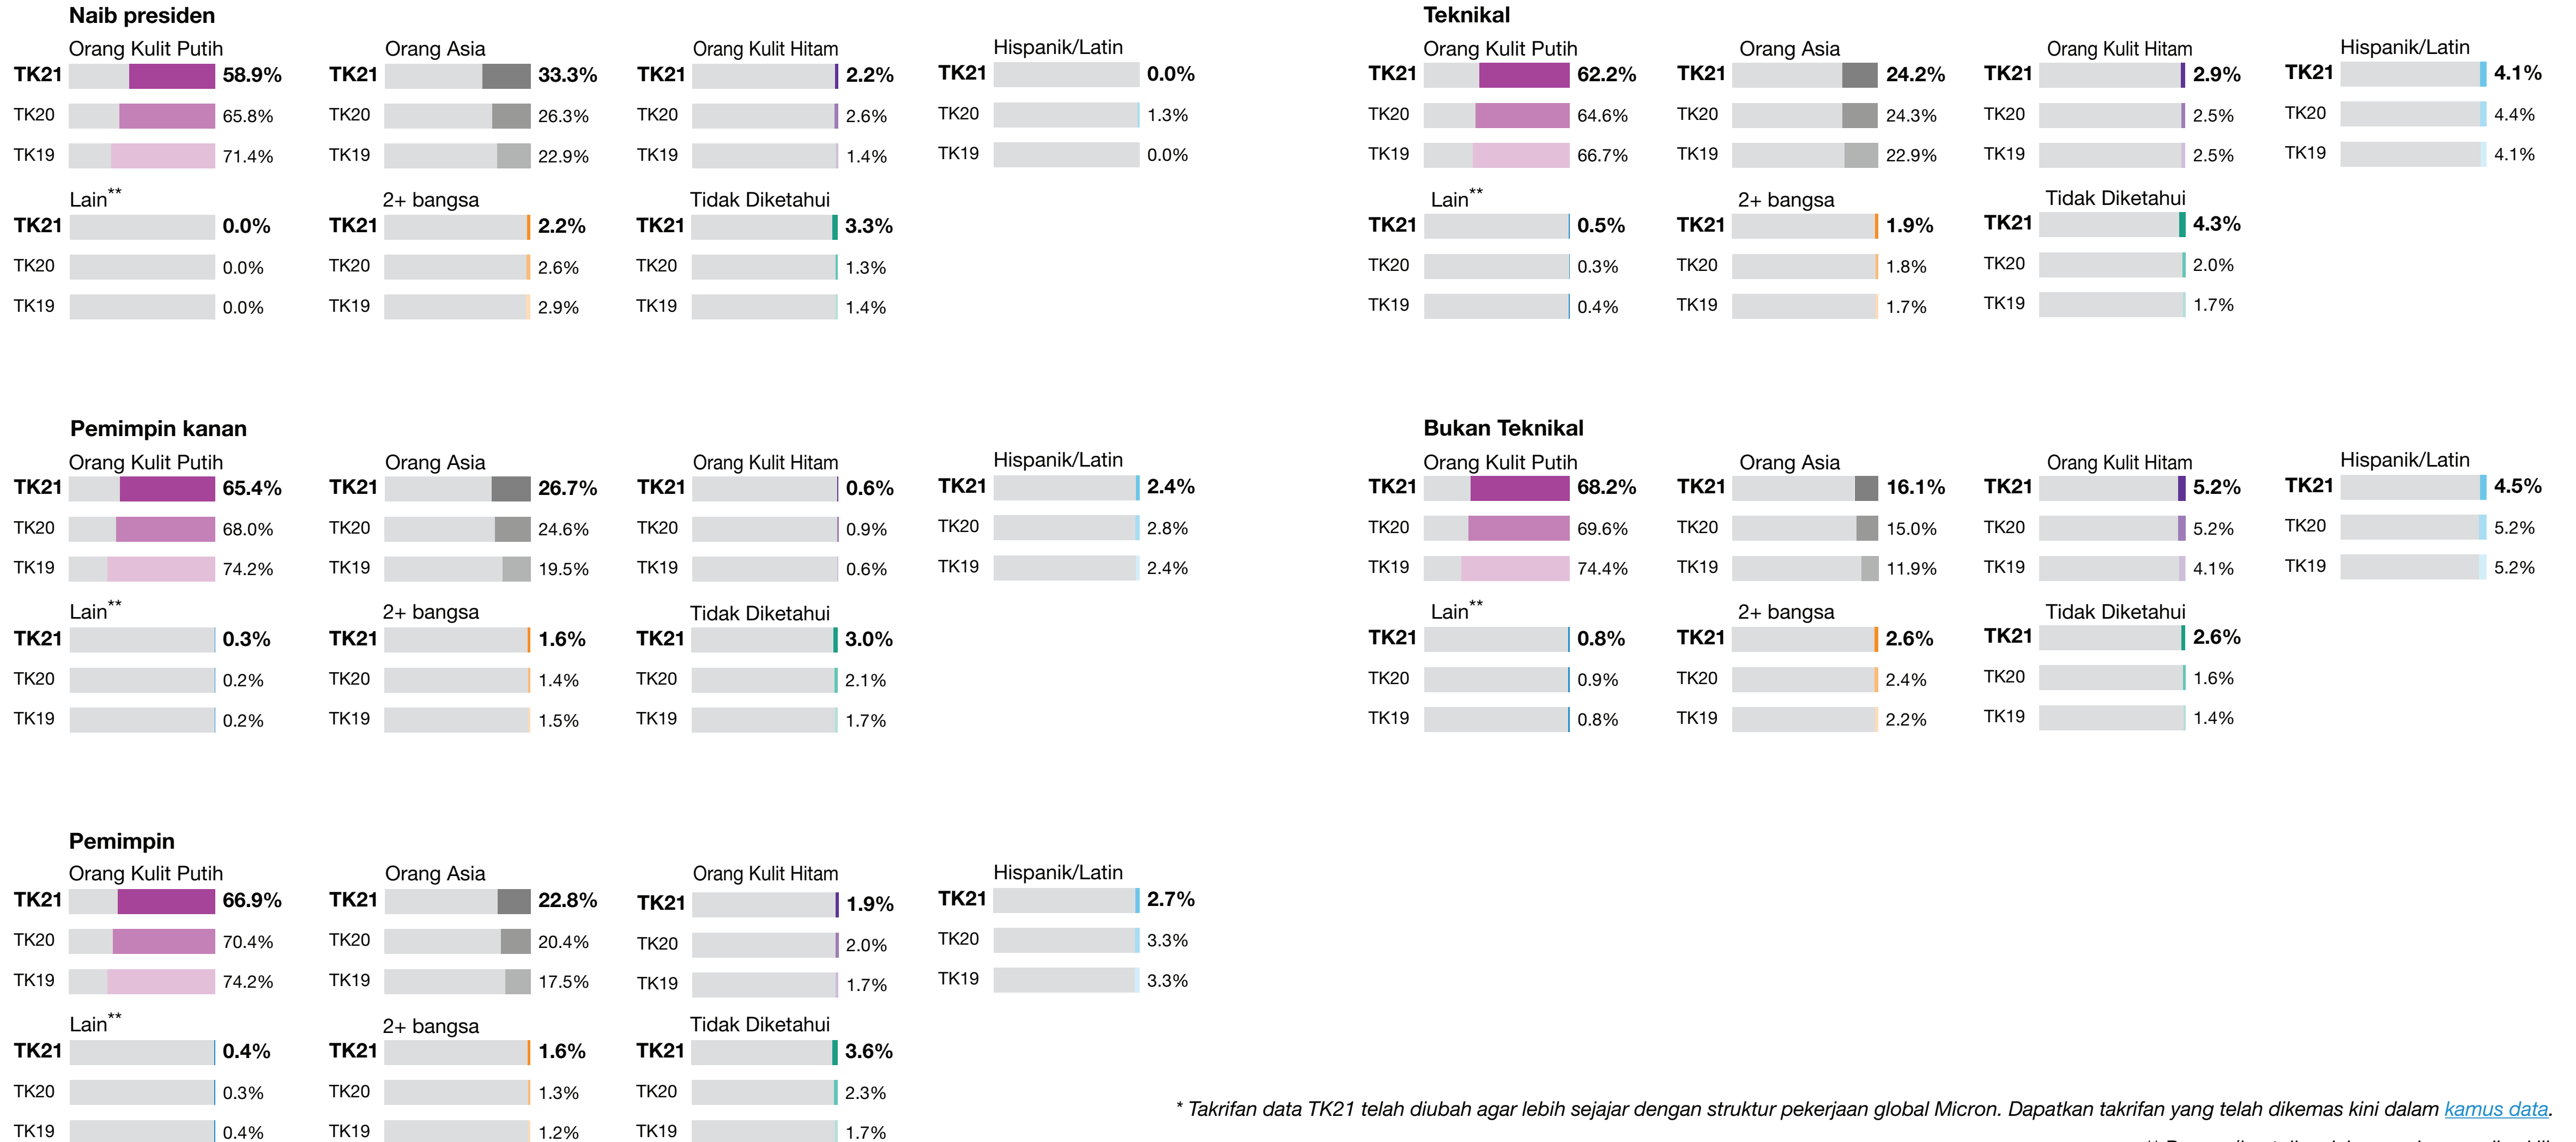 Naib presiden
Orang Kulit Putih
TK21 58.9%
TK20 65.8%
TK19 71.4%
Orang Asia
TK21 33.3%
TK20 26.3%
TK19 22.9%
Orang Kulit Hitam
TK21 2.2%
TK20 2.6%
TK19 1.4%
Hispanik/Latin
TK21 0.0%
TK20 1.3%
TK19 0.0%
Lain**
TK21 0.0%
TK20 0.0%
TK19 0.0%
2+ bangsa
TK21 2.2%
TK20 2.6%
TK19 2.9%
Tidak Diketahui
TK21 3.3%
TK20 1.3%
TK19 1.4%
Pemimpin kanan
Orang Kulit Putih
TK21 65.4%
TK20 68.0%
TK19 74.2%
Orang Asia
TK21 26.7%
TK20 24.6%
TK19 19.5%
Orang Kulit Hitam
TK21 0.6%
TK20 0.9%
TK19 0.6%
Hispanik/Latin
TK21 2.4%
TK20 2.8%
TK19 2.4%
Lain**
TK21 0.3%
TK20 0.2%
TK19 0.2%
2+ bangsa
TK21 1.6%
TK20 1.4%
TK19 1.5%
Tidak Diketahui
TK21 3.0%
TK20 2.1%
TK19 1.7%
Pemimpin
Orang Kulit Putih
TK21 66.9%
TK20 70.4%
TK19 74.2%
Orang Asia
TK21 22.8%
TK20 20.4%
TK19 17.5%
Orang Kulit Hitam
TK21 1.9%
TK20 2.0%
TK19 1.7%
Hispanik/Latin
TK21 2.7%
TK20 3.3%
TK19 3.3%
Lain**
TK21 0.4%
TK20 0.3%
TK19 0.4%
2+ bangsa
TK21 1.6%
TK20 1.3%
TK19 1.2%
Tidak Diketahui
TK21 3.6%
TK20 2.3%
TK19 1.7%
Teknikal
Orang Kulit Putih
TK21 62.2%
TK20 64.6%
TK19 66.7%
Orang Asia
TK21 24.2%
TK20 24.3%
TK19 22.9%
Orang Kulit Hitam
TK21 2.9%
TK20 2.5%
TK19 2.5%
Hispanik/Latin
TK21 4.1%
TK20 4.4%
TK19 4.1%
Lain**
TK21 0.5%
TK20 0.3%
TK19 0.4%
2+ bangsa
TK21 1.9%
TK20 1.8%
TK19 1.7%
Tidak Diketahui
TK21 4.3%
TK20 2.0%
TK19 1.7%
Bukan Teknikal
Orang Kulit Putih
TK21 68.2%
TK20 69.6%
TK19 74.4%
Orang Asia
TK21 16.1%
TK20 15.0%
TK19 11.9%
Orang Kulit Hitam
TK21 5.2%
TK20 5.2%
TK19 4.1%
Hispanik/Latin
TK21 4.5%
TK20 5.2%
TK19 5.2%
Lain**
TK21 0.8%
TK20 0.9%
TK19 0.8%
2+ bangsa
TK21 2.6%
TK20 2.4%
TK19 2.2%
Tidak Diketahui
TK21 2.6%
TK20 1.6%
TK19 1.4%
* Takrifan data TK21 telah diubah agar lebih sejajar dengan struktur pekerjaan global Micron. Dapatkan takrifan yang telah dikemas kini dalam kamus data.